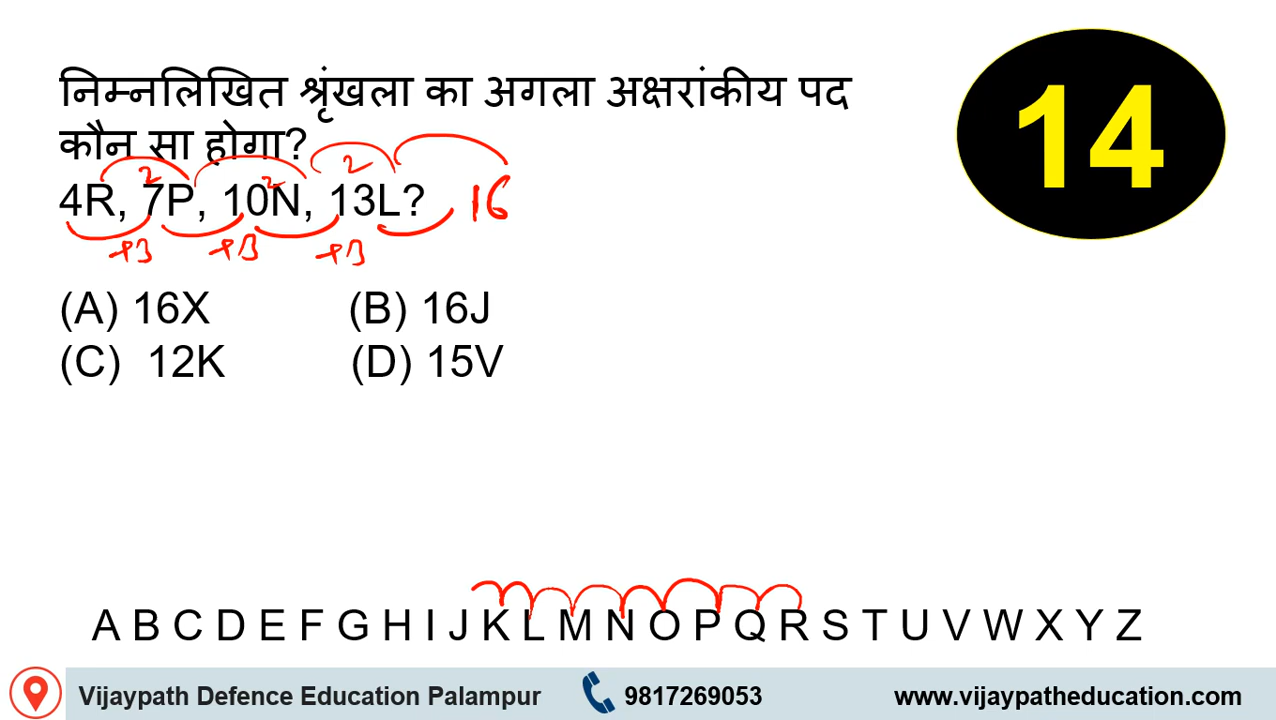 निम्नलिखित श्रृंखला का अगला अक्षरांकीय पद
कौन सा होगा?
14
2 2 2
4R, 7P, 10N, 13L? 16
+3 +3 +3
(A) 16X (B) 16J
(C) 12K (D) 15V
A B C D E F G H I J K L M N O P Q R S T U V W X Y Z
Vijaypath Defence Education Palampur 9817269053 www.vijaypatheducation.com